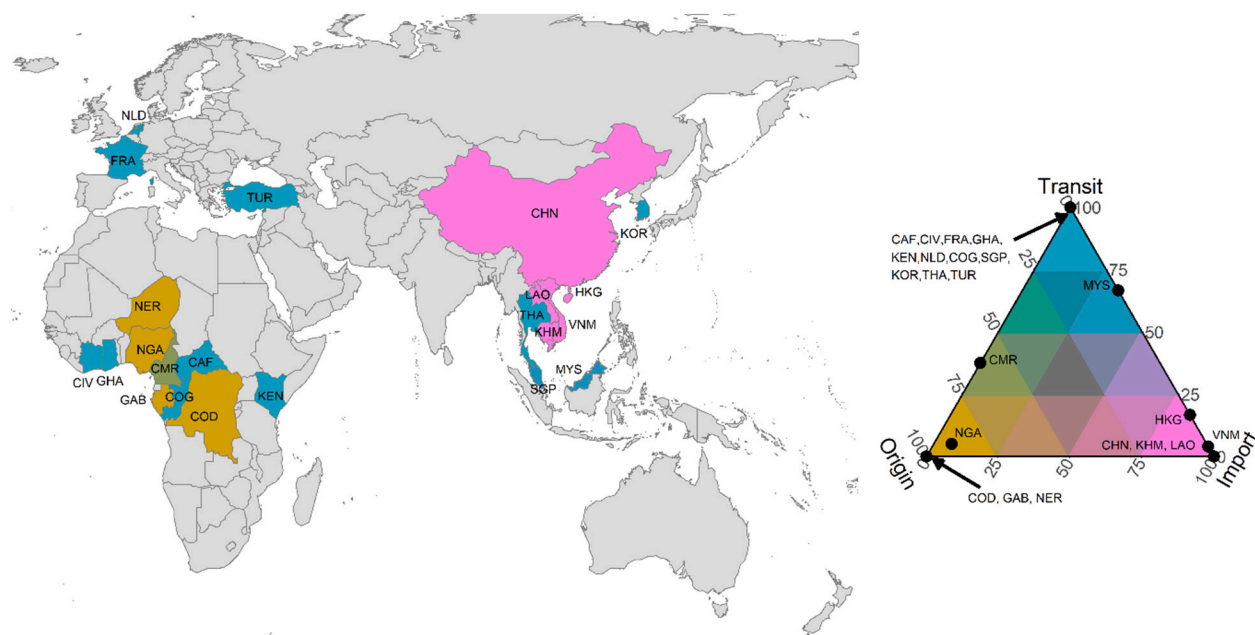 NLD
FRA
TUR
CHN
KOR
NER
LAO
HKG
THA
NGA
KHM
VNM
CMR
CAF
MYS
CIV
GHA
SGP
GAB
COG
KEN
COD
Transit
0
100
CAF,CIV,FRA,GHA,
KEN,NLD,COG,SGP,
KOR,THA,TUR
25
75
MYS
50
50
CMR
75
25
HKG
NGA
VNM
CHN, KHM, LAO
100
0
Origin
25
50
75
100
0
Import
COD, GAB, NER